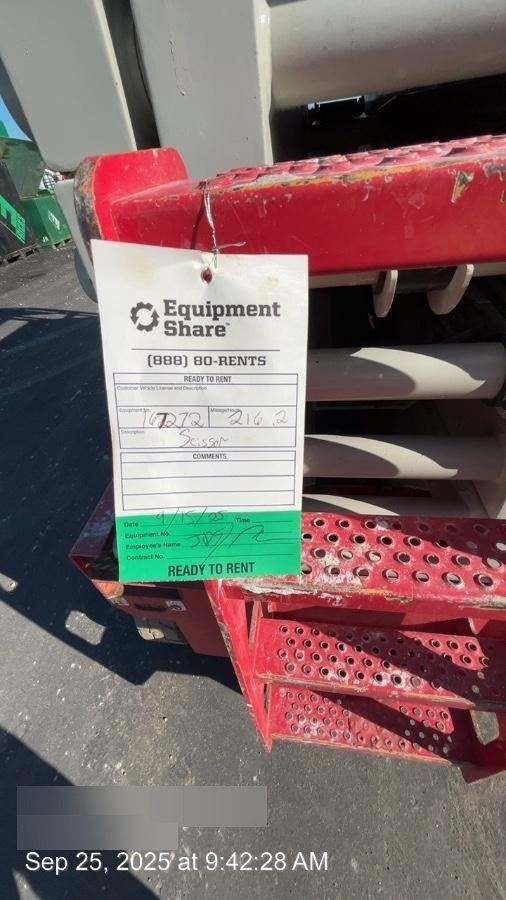 Equipment
Share™
(888) 80-RENTS
READY TO RENT
Customer Vehicle License and Description
Equipment No. 167272 Mileage/Hours 216.2
Description Scissor
COMMENTS
Date 9/15/25 Time
Equipment No.
Employee's Name
Contract No.
READY TO RENT
Sep 25, 2025 at 9:42:28 AM